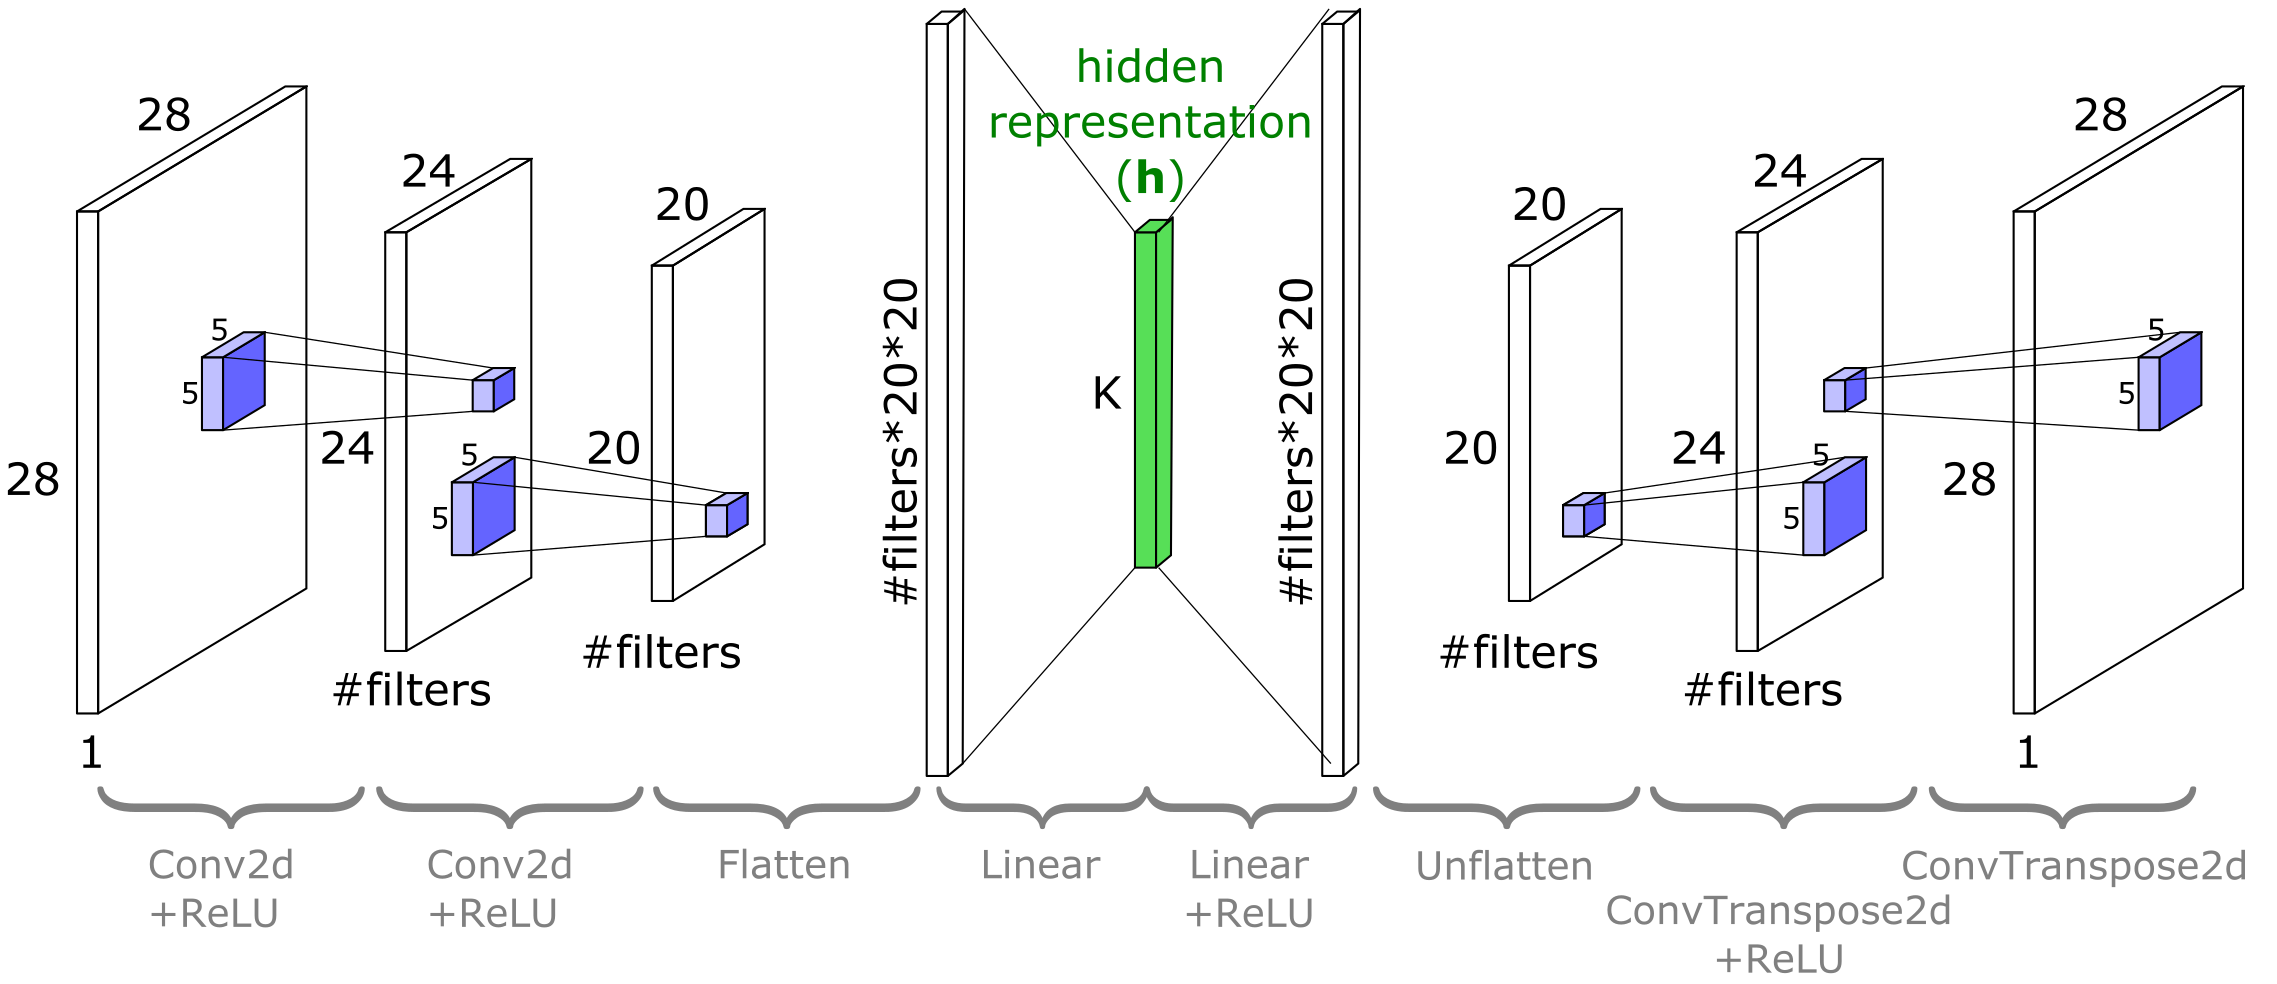 28
28
1
5
5
24
24
#filters
5
5
20
20
#filters
#filters*20*20
hidden
representation
(h)
K
#filters*20*20
20
20
#filters
24
24
5
5
#filters
28
28
5
5
1
Conv2d
+ReLU
Conv2d
+ReLU
Flatten
Linear
Linear
+ReLU
Unflatten
ConvTranspose2d
+ReLU
ConvTranspose2d